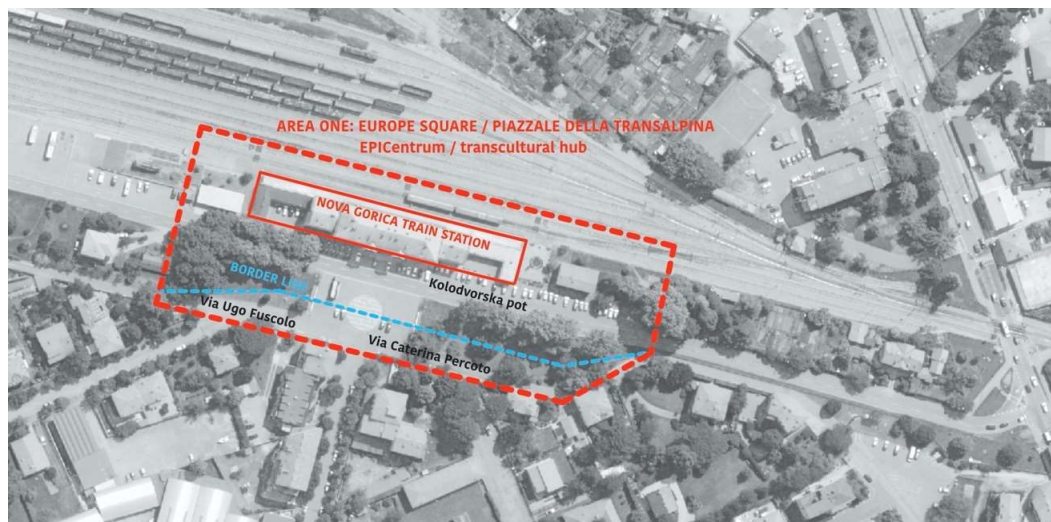 AREA ONE: EUROPE SQUARE / PIAZZALE DELLA TRANSALPINA
EPICentrum / transcultural hub
NOVA GORICA TRAIN STATION
BORDER LINE
Kolodvorska pot
Via Ugo Fuscolo
Via Caterina Percoto